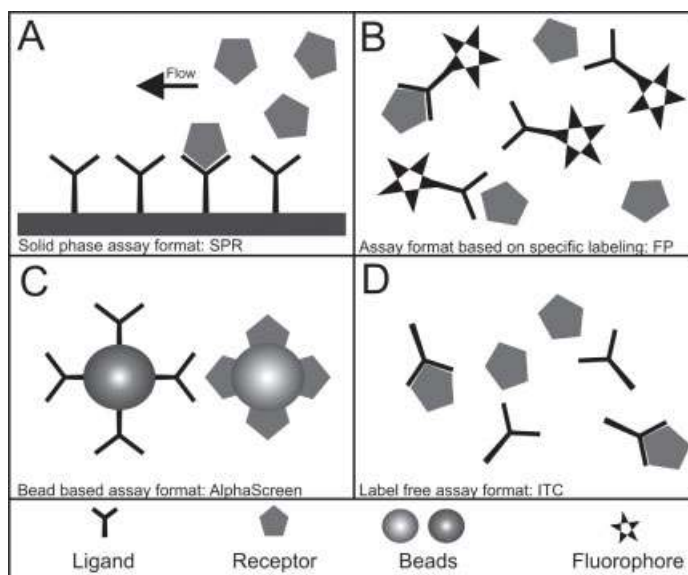 A
Flow
Solid phase assay format: SPR
B
Assay format based on specific labeling: FP
C
Bead based assay format: AlphaScreen
D
Label free assay format: ITC
Ligand
Receptor
Beads
Fluorophore